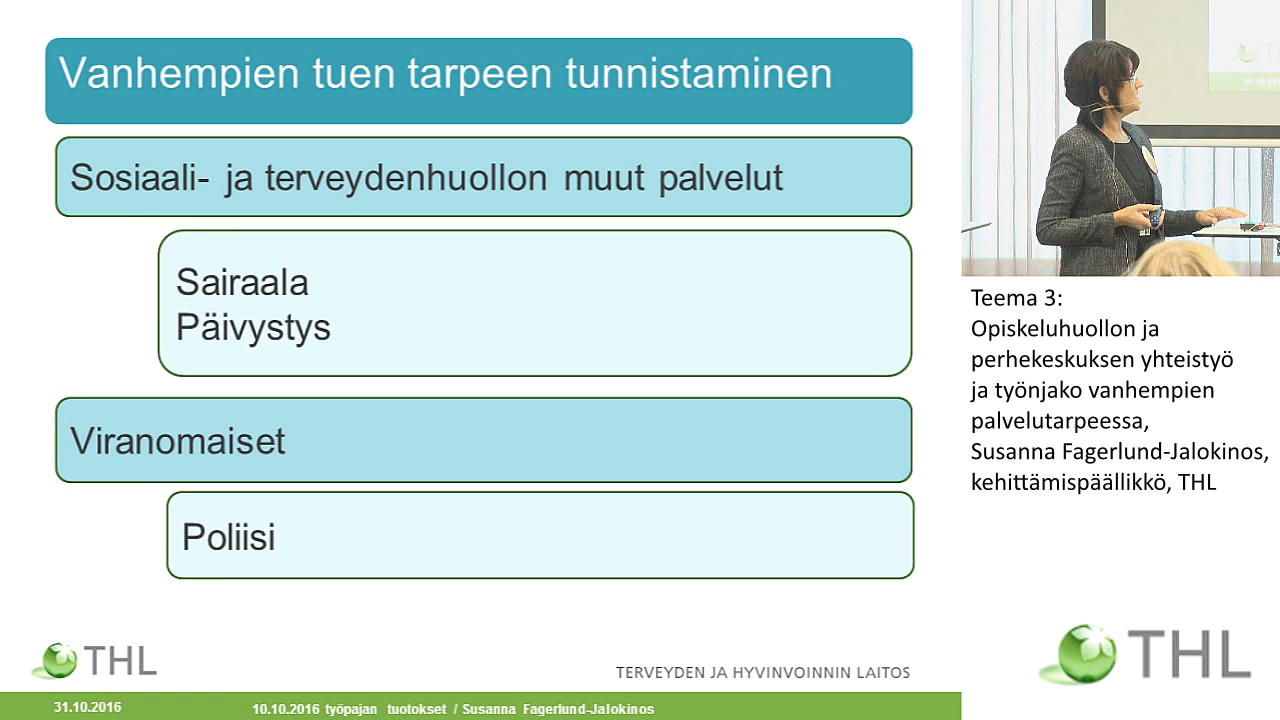 Vanhempien tuen tarpeen tunnistaminen
Sosiaali- ja terveydenhuollon muut palvelut
Sairaala
Päivystys
Viranomaiset
Poliisi
THL
TERVEYDEN JA HYVINVOINNIN LAITOS
31.10.2016
10.10.2016 työpajan tuotokset / Susanna Fagerlund-Jalokinos
Teema 3:
Opiskeluhuollon ja
perhekeskuksen yhteistyö
ja työnjako vanhempien
palvelutarpeessa,
Susanna Fagerlund-Jalokinos,
kehittämispäällikkö, THL
THL